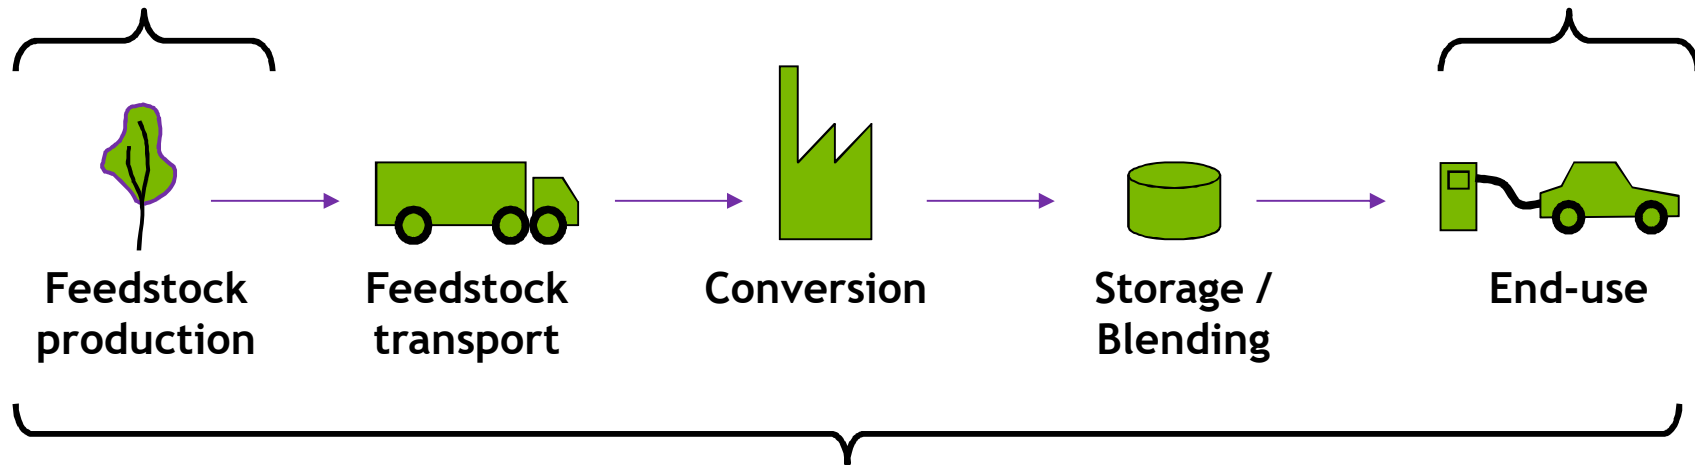 Feedstock
production
Feedstock
transport
Conversion
Storage /
Blending
End-use